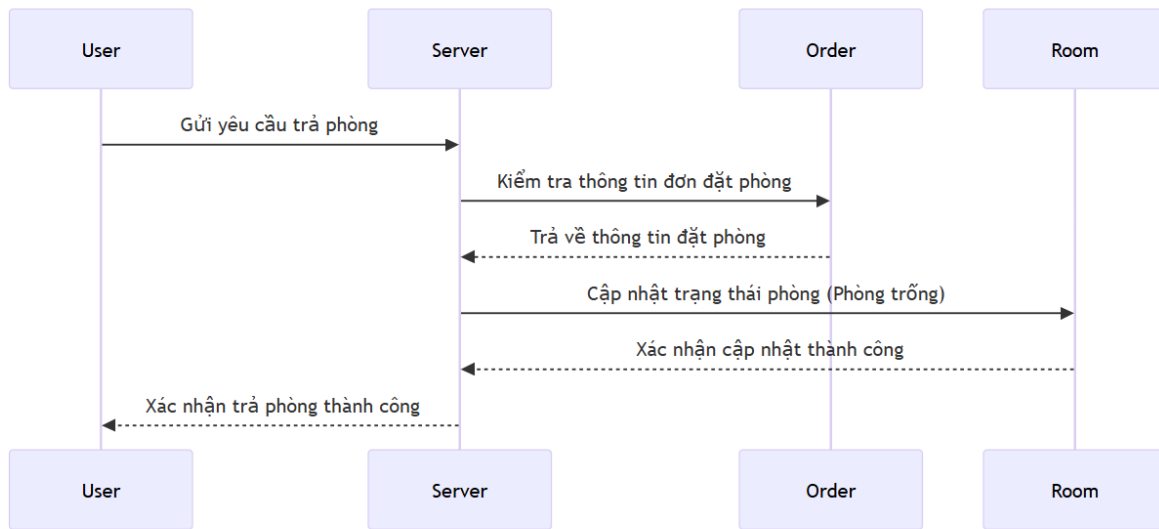 User
Server
Order
Room
Gửi yêu cầu trả phòng
Kiểm tra thông tin đơn đặt phòng
Trả về thông tin đặt phòng
Cập nhật trạng thái phòng (Phòng trống)
Xác nhận cập nhật thành công
Xác nhận trả phòng thành công
User
Server
Order
Room